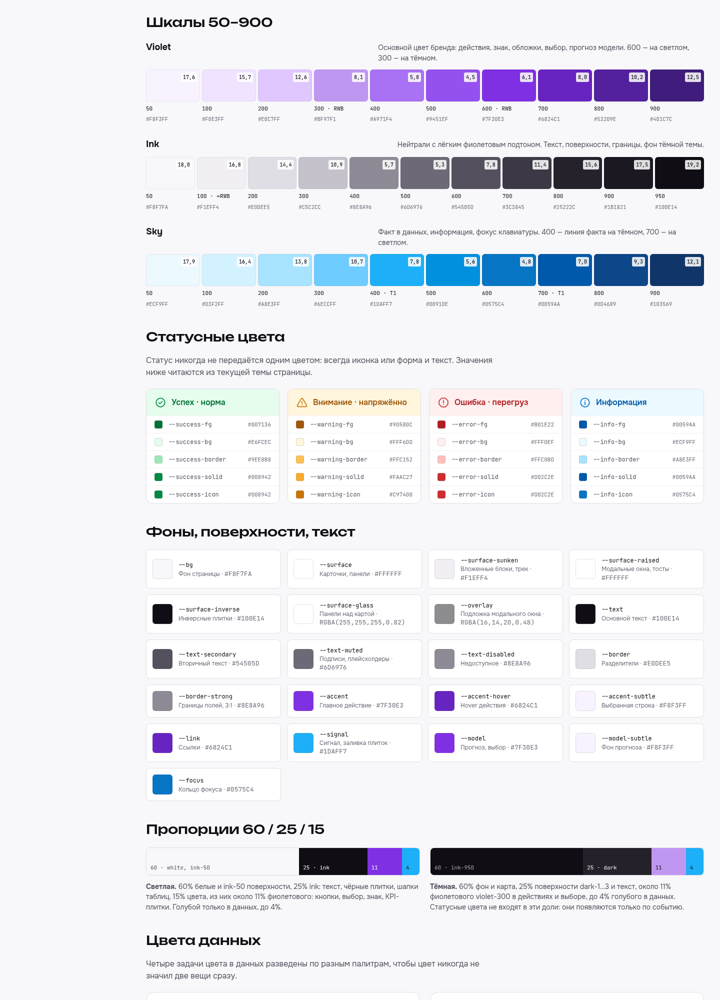 Шкалы 50–900
Violet
Основной цвет бренда: действия, знак, обложки, выбор, прогноз модели. 600 — на светлом,
300 — на тёмном.
17,6 15,7 12,6 8,1 5,8 4,5 6,1 8,0 10,2 12,5
50 100 200 300 · RWB 400 500 600 · RWB 700 800 900
#F8F3FF #F0E3FF #E0C7FF #BF97F1 #A971F4 #9451EF #7F30E3 #6824C1 #53209E #401C7C
Ink
Нейтрали с лёгким фиолетовым подтоном. Текст, поверхности, границы, фон тёмной темы.
18,0 16,8 14,4 10,9 5,7 5,3 7,8 11,4 15,6 17,5 19,2
50 100 · ≈RWB 200 300 400 500 600 700 800 900 950
#F8F7FA #F1EFF4 #E0DEE5 #C5C2CC #8E8A96 #6D6976 #54505D #3C3845 #25222C #1B1821 #100E14
Sky
Факт в данных, информация, фокус клавиатуры. 400 — линия факта на тёмном, 700 — на
светлом.
17,9 16,4 13,8 10,7 7,8 5,6 4,8 7,0 9,3 12,1
50 100 200 300 400 · T1 500 600 700 · T1 800 900
#ECF9FF #D3F2FF #A8E3FF #6ECCFF #1DAFF7 #0091DE #0575C4 #0059AA #0D4689 #103569
Статусные цвета
Статус никогда не передаётся одним цветом: всегда иконка или форма и текст. Значения
ниже читаются из текущей темы страницы.
Успех · норма
--success-fg #007136
--success-bg #E6FCEC
--success-border #9EE8B8
--success-solid #008942
--success-icon #008942
Внимание · напряжённо
--warning-fg #9D580C
--warning-bg #FFF6DD
--warning-border #FFC152
--warning-solid #FAAC27
--warning-icon #C97400
Ошибка · перегруз
--error-fg #B01E22
--error-bg #FFF0EF
--error-border #FFC0BD
--error-solid #D02C2E
--error-icon #D02C2E
Информация
--info-fg #0059AA
--info-bg #ECF9FF
--info-border #A8E3FF
--info-solid #0059AA
--info-icon #0575C4
Фоны, поверхности, текст
--bg
Фон страницы · #F8F7FA
--surface
Карточки, панели · #FFFFFF
--surface-sunken
Вложенные блоки, трек ·
#F1EFF4
--surface-raised
Модальные окна, тосты ·
#FFFFFF
--surface-inverse
Инверсные плитки · #100E14
--surface-glass
Панели над картой ·
RGBA(255,255,255,0.82)
--overlay
Подложка модального окна ·
RGBA(16,14,20,0.48)
--text
Основной текст · #100E14
--text-secondary
Вторичный текст · #54505D
--text-muted
Подписи, плейсхолдеры ·
#6D6976
--text-disabled
Недоступное · #8E8A96
--border
Разделители · #E0DEE5
--border-strong
Границы полей, 3:1 · #8E8A96
--accent
Главное действие · #7F30E3
--accent-hover
Hover действия · #6824C1
--accent-subtle
Выбранная строка · #F8F3FF
--link
Ссылки · #6824C1
--signal
Сигнал, заливка плиток ·
#1DAFF7
--model
Прогноз, выбор · #7F30E3
--model-subtle
Фон прогноза · #F8F3FF
--focus
Кольцо фокуса · #0575C4
Пропорции 60 / 25 / 15
60 · white, ink-50 25 · ink 11 4
60 · ink-950 25 · dark 11 4
Светлая. 60% белые и ink-50 поверхности, 25% ink: текст, чёрные плитки, шапки
таблиц, 15% цвета, из них около 11% фиолетового: кнопки, выбор, знак, KPI-
плитки. Голубой только в данных, до 4%.
Тёмная. 60% фон и карта, 25% поверхности dark-1…3 и текст, около 11%
фиолетового violet-300 в действиях и выборе, до 4% голубого в данных.
Статусные цвета не входят в эти доли: они появляются только по событию.
Цвета данных
Четыре задачи цвета в данных разведены по разным палитрам, чтобы цвет никогда не
значил две вещи сразу.